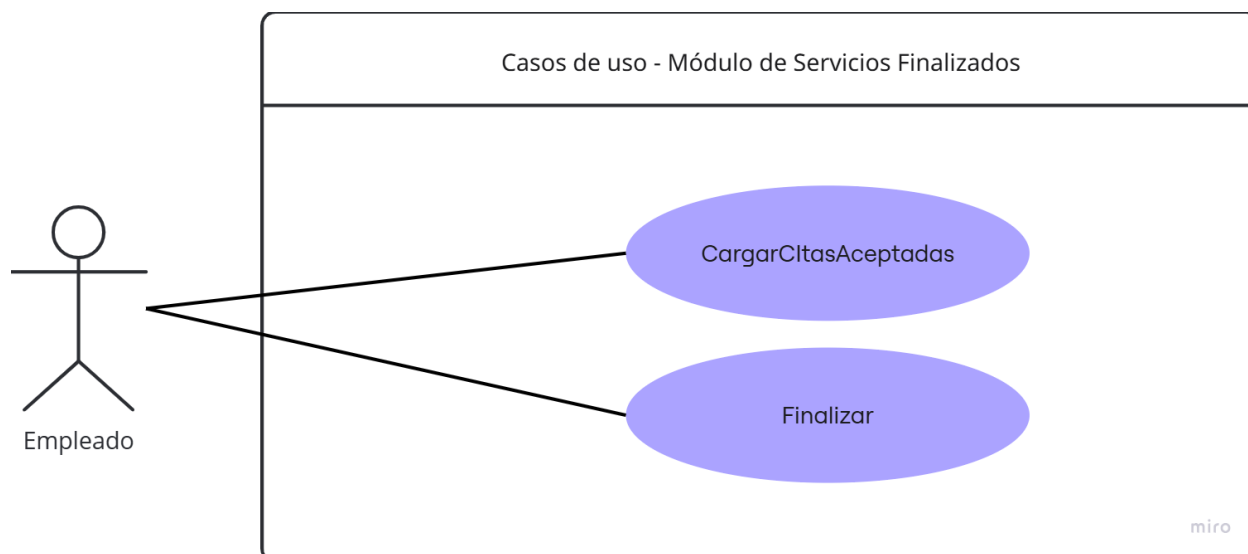 Casos de uso - Módulo de Servicios Finalizados
CargarCItasAceptadas
Finalizar
Empleado
miro